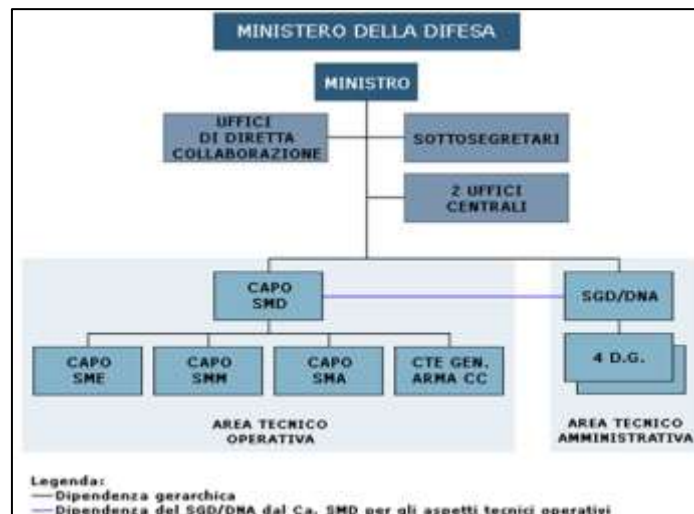 MINISTERO DELLA DIFESA
MINISTRO
UFFICI
DI DIRETTA
COLLABORAZIONE
SOTTOSEGRETARI
2 UFFICI
CENTRALI
CAPO
SMD
SGD/DNA
CAPO
SME
CAPO
SMM
CAPO
SMA
CTE GEN.
ARMA CC
4 D.G.
AREA TECNICO
OPERATIVA
AREA TECNICO
AMMINISTRATIVA
Legenda:
Dipendenza gerarchica
Dipendenza del SGD/DNA dal Ca. SMD per gli aspetti tecnici operativi